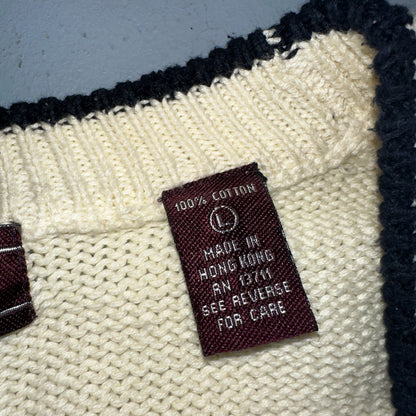 100% COTTON
L
MADE IN
HONG KONG
RN 13711
SEE REVERSE
FOR CARE